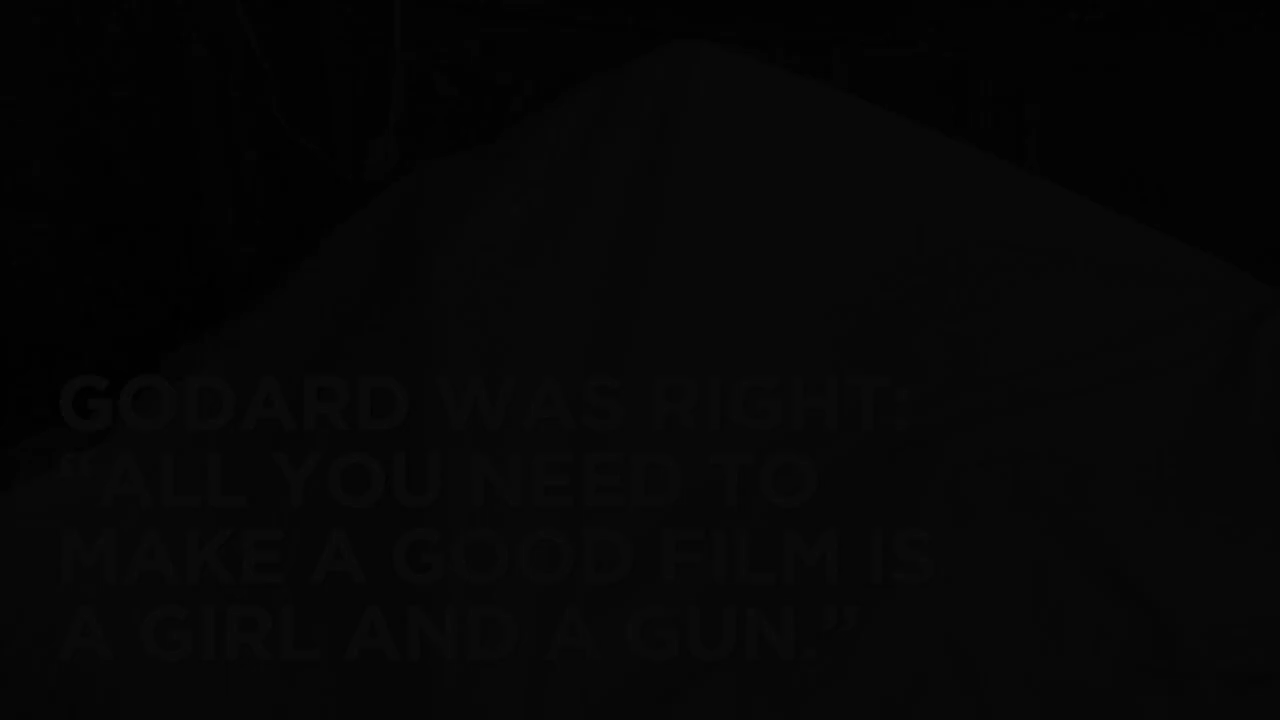 GODARD WAS RIGHT:
“ALL YOU NEED TO
MAKE A GOOD FILM IS
A GIRL AND A GUN.”